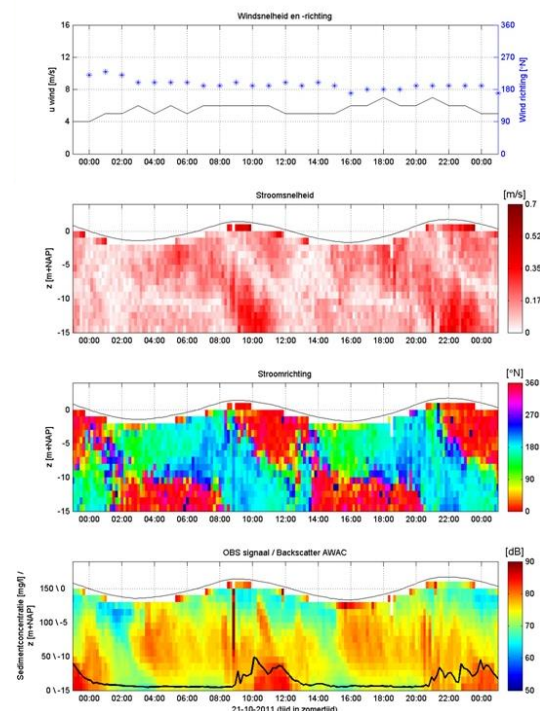 Windsnelheid en -richting
u wind [m/s]
16
12
8
4
0
360
270
180
90
0
Wind richting [°N]
00:00 02:00 04:00 06:00 08:00 10:00 12:00 14:00 16:00 18:00 20:00 22:00 00:00
Stroomsnelheid
[m/s]
z [m+NAP]
0
-5
-10
-15
0.7
0.52
0.35
0.17
0
00:00 02:00 04:00 06:00 08:00 10:00 12:00 14:00 16:00 18:00 20:00 22:00 00:00
Stroomrichting
[°N]
z [m+NAP]
0
-5
-10
-15
360
270
180
90
0
00:00 02:00 04:00 06:00 08:00 10:00 12:00 14:00 16:00 18:00 20:00 22:00 00:00
OBS signaal / Backscatter AWAC
[dB]
Sedimentconcentratie [mg/l] /
z [m+NAP]
150 \ 0
100 \ -5
50 \ -10
0 \ -15
90
80
70
60
50
00:00 02:00 04:00 06:00 08:00 10:00 12:00 14:00 16:00 18:00 20:00 22:00 00:00
21-10-2011 (tijd in zomertijd)